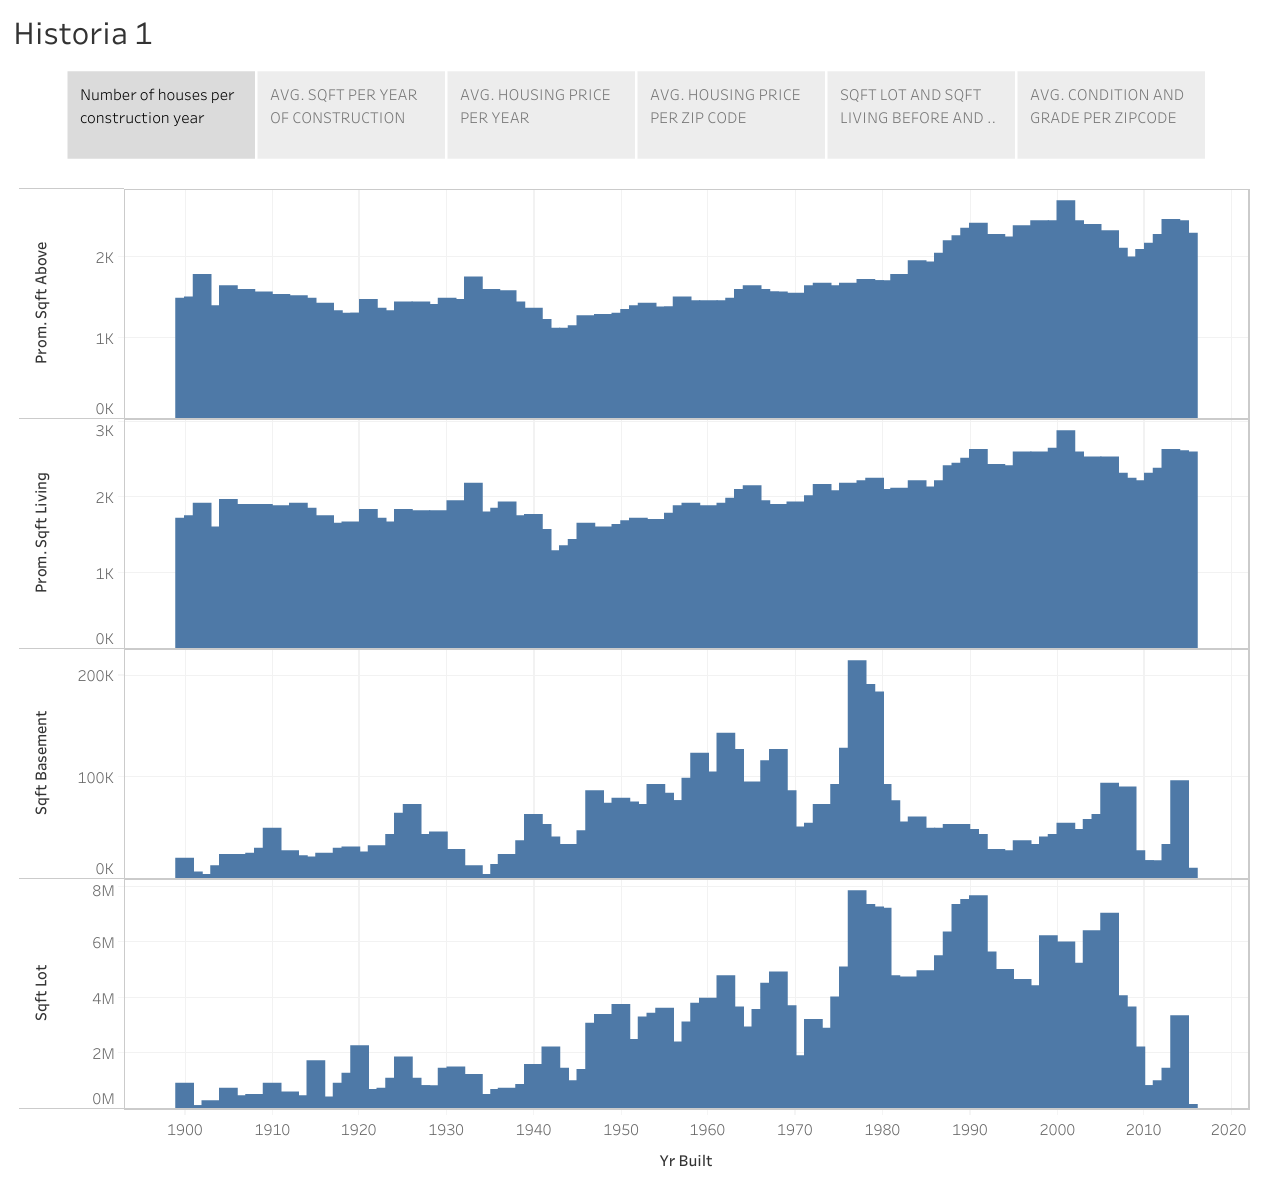 Historia 1
Number of houses per
construction year
AVG. SQFT PER YEAR
OF CONSTRUCTION
AVG. HOUSING PRICE
PER YEAR
AVG. HOUSING PRICE
PER ZIP CODE
SQFT LOT AND SQFT
LIVING BEFORE AND ..
AVG. CONDITION AND
GRADE PER ZIPCODE
Prom. Sqft Above
2K
1K
0K
Prom. Sqft Living
3K
2K
1K
0K
Sqft Basement
200K
100K
0K
Sqft Lot
8M
6M
4M
2M
0M
1900 1910 1920 1930 1940 1950 1960 1970 1980 1990 2000 2010 2020
Yr Built